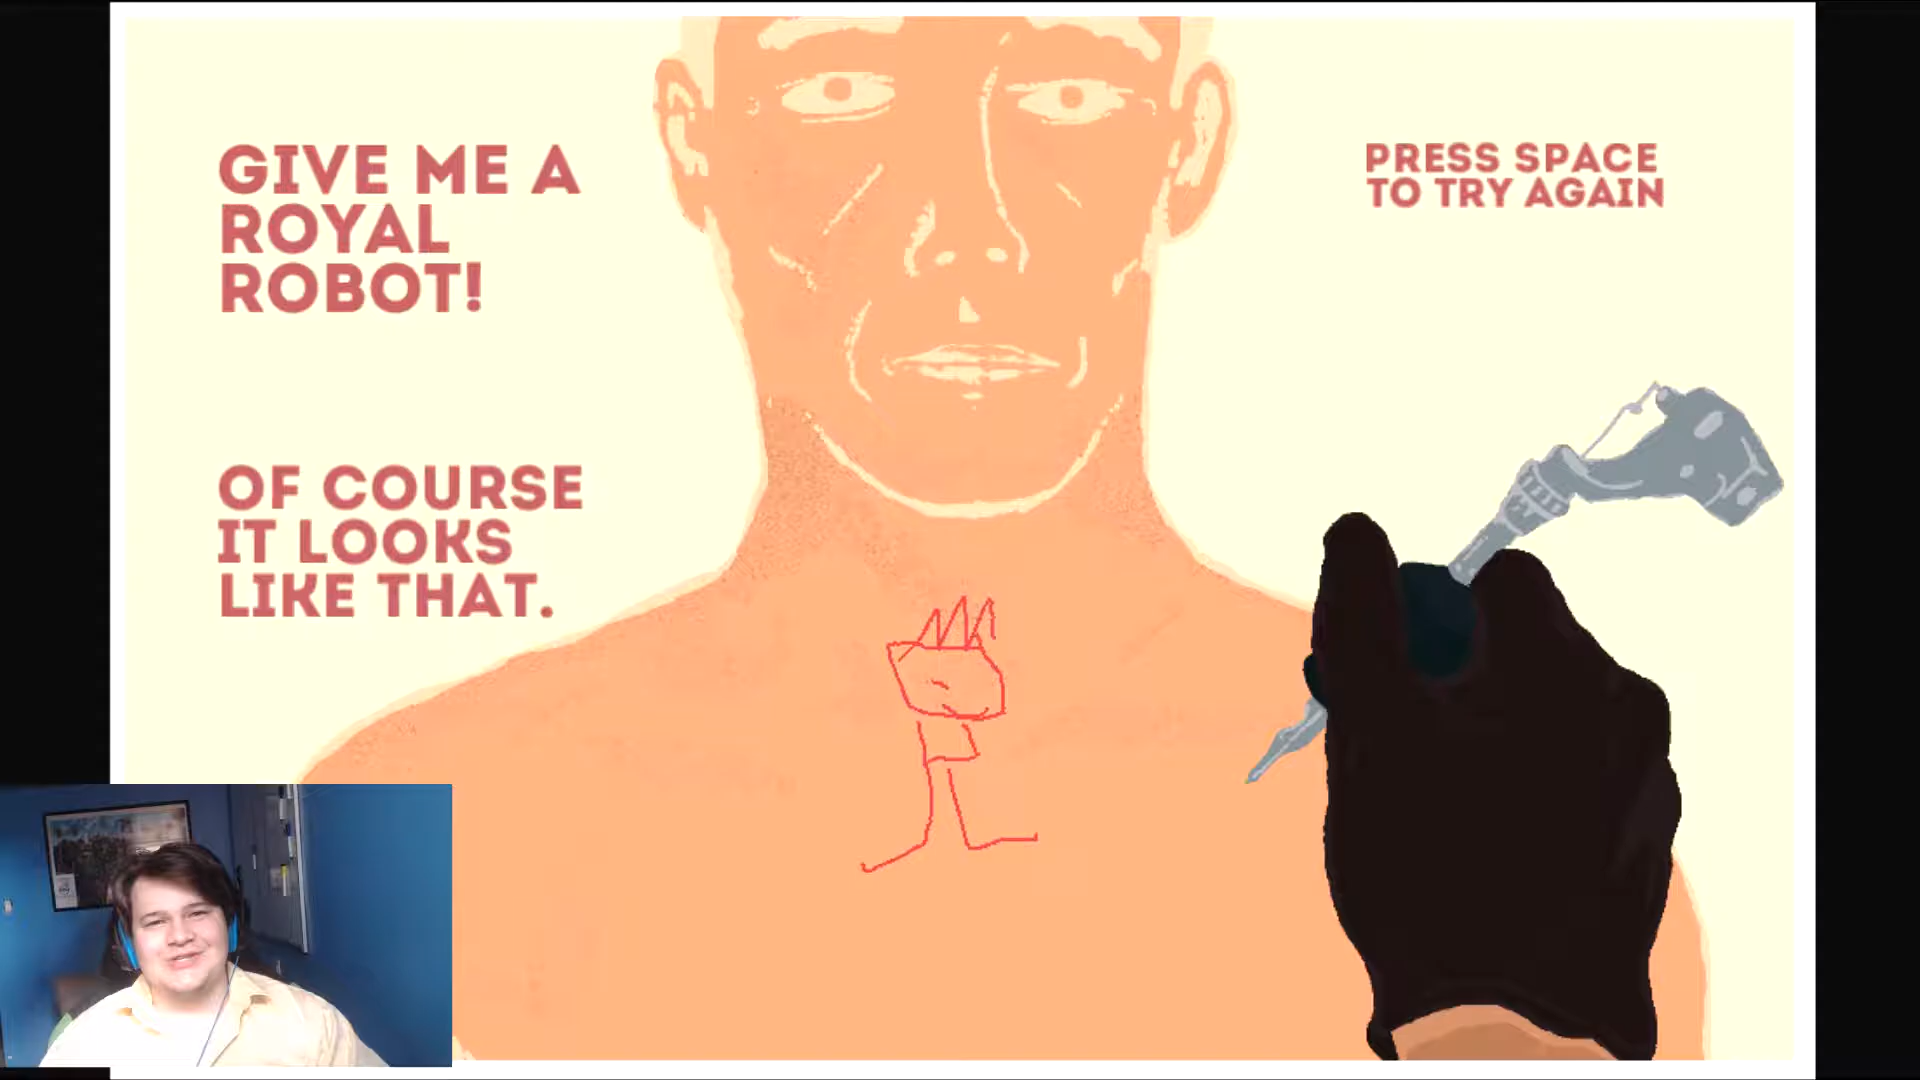 GIVE ME A
ROYAL
ROBOT!
PRESS SPACE
TO TRY AGAIN
OF COURSE
IT LOOKS
LIKE THAT.